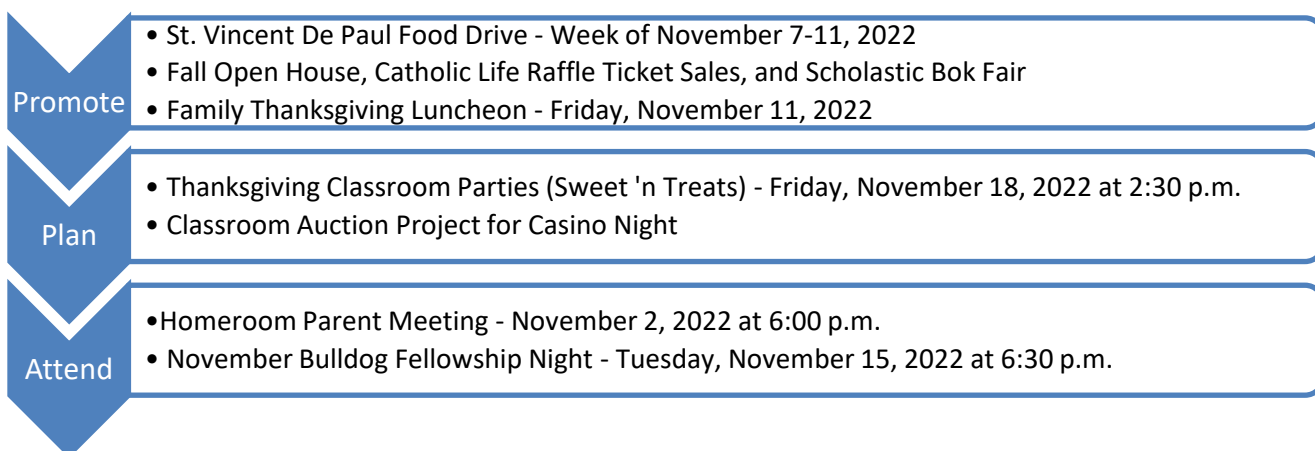 Promote
• St. Vincent De Paul Food Drive - Week of November 7-11, 2022
• Fall Open House, Catholic Life Raffle Ticket Sales, and Scholastic Bok Fair
• Family Thanksgiving Luncheon - Friday, November 11, 2022
Plan
• Thanksgiving Classroom Parties (Sweet 'n Treats) - Friday, November 18, 2022 at 2:30 p.m.
• Classroom Auction Project for Casino Night
Attend
•Homeroom Parent Meeting - November 2, 2022 at 6:00 p.m.
• November Bulldog Fellowship Night - Tuesday, November 15, 2022 at 6:30 p.m.